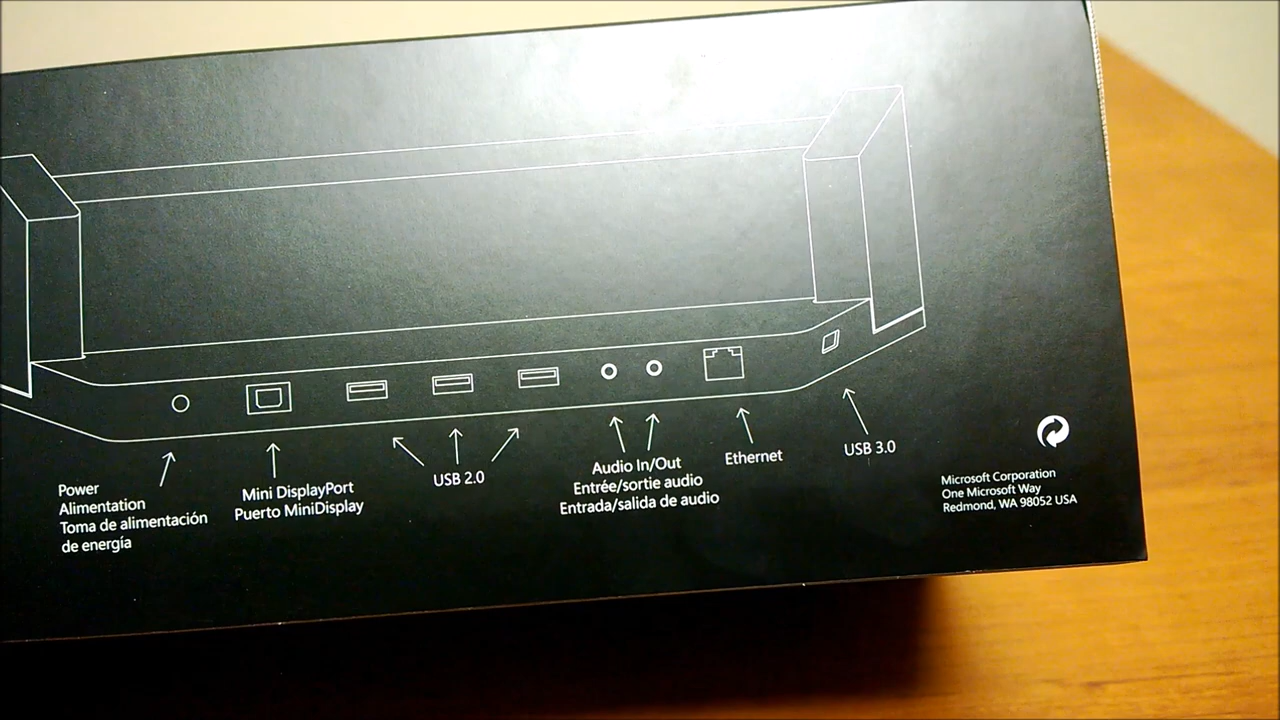 Power
Alimentation
Toma de alimentación
de energía
Mini DisplayPort
Puerto MiniDisplay
USB 2.0
Audio In/Out
Entrée/sortie audio
Entrada/salida de audio
Ethernet
USB 3.0
Microsoft Corporation
One Microsoft Way
Redmond, WA 98052 USA